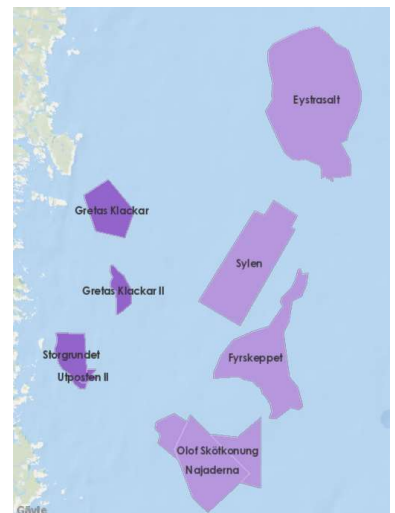 Eystrasalt
Gretas Klackar
Sylen
Gretas Klackar II
Storgrundet
Fyrskeppet
Utposten II
Olof Skötkonung
Najaderna
Gävle